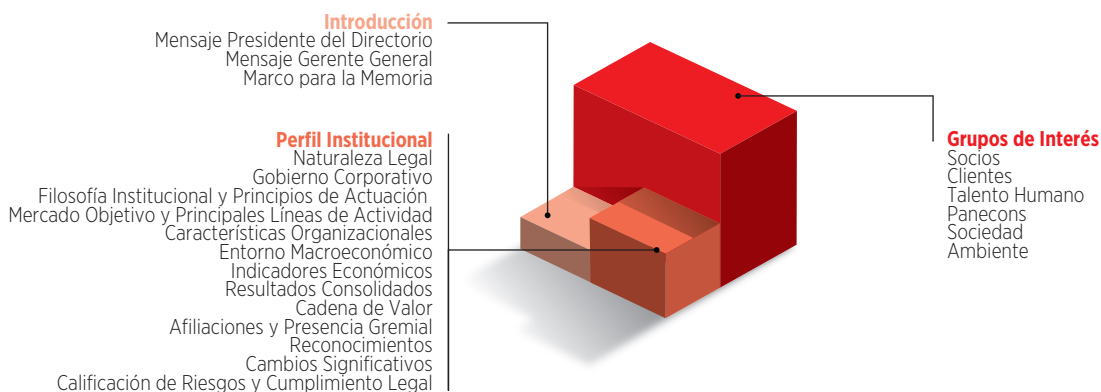 Introducción
Mensaje Presidente del Directorio
Mensaje Gerente General
Marco para la Memoria
Perfil Institucional
Naturaleza Legal
Gobierno Corporativo
Filosofía Institucional y Principios de Actuación
Mercado Objetivo y Principales Líneas de Actividad
Características Organizacionales
Entorno Macroeconómico
Indicadores Económicos
Resultados Consolidados
Cadena de Valor
Afiliaciones y Presencia Gremial
Reconocimientos
Cambios Significativos
Calificación de Riesgos y Cumplimiento Legal
Grupos de Interés
Socios
Clientes
Talento Humano
Panecons
Sociedad
Ambiente